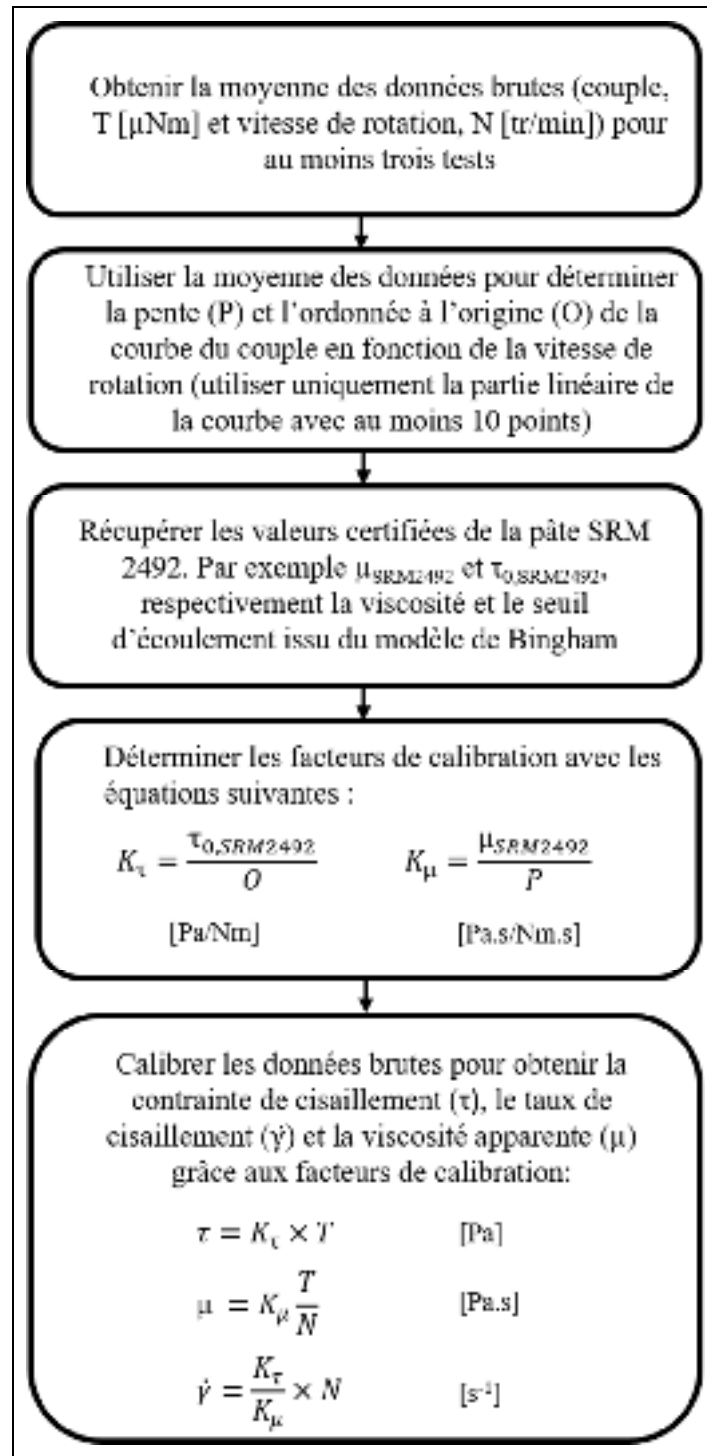 Obtenir la moyenne des données brutes (couple,
T [µNm] et vitesse de rotation, N [tr/min]) pour
au moins trois tests
Utiliser la moyenne des données pour déterminer
la pente (P) et l'ordonnée à l'origine (O) de la
courbe du couple en fonction de la vitesse de
rotation (utiliser uniquement la partie linéaire de
la courbe avec au moins 10 points)
Récupérer les valeurs certifiées de la pâte SRM
2492. Par exemple μSRM2492 et τ0,SRM2492,
respectivement la viscosité et le seuil
d'écoulement issu du modèle de Bingham
Déterminer les facteurs de calibration avec les
équations suivantes :
Kτ = τ0,SRM2492 / O Kμ = μSRM2492 / P
[Pa/Nm] [Pa.s/Nm.s]
Calibrer les données brutes pour obtenir la
contrainte de cisaillement (τ), le taux de
cisaillement (γ̇) et la viscosité apparente (μ)
grâce aux facteurs de calibration:
τ = Kτ × T [Pa]
μ = Kμ T/N [Pa.s]
γ̇ = Kτ/Kμ × N [s⁻¹]